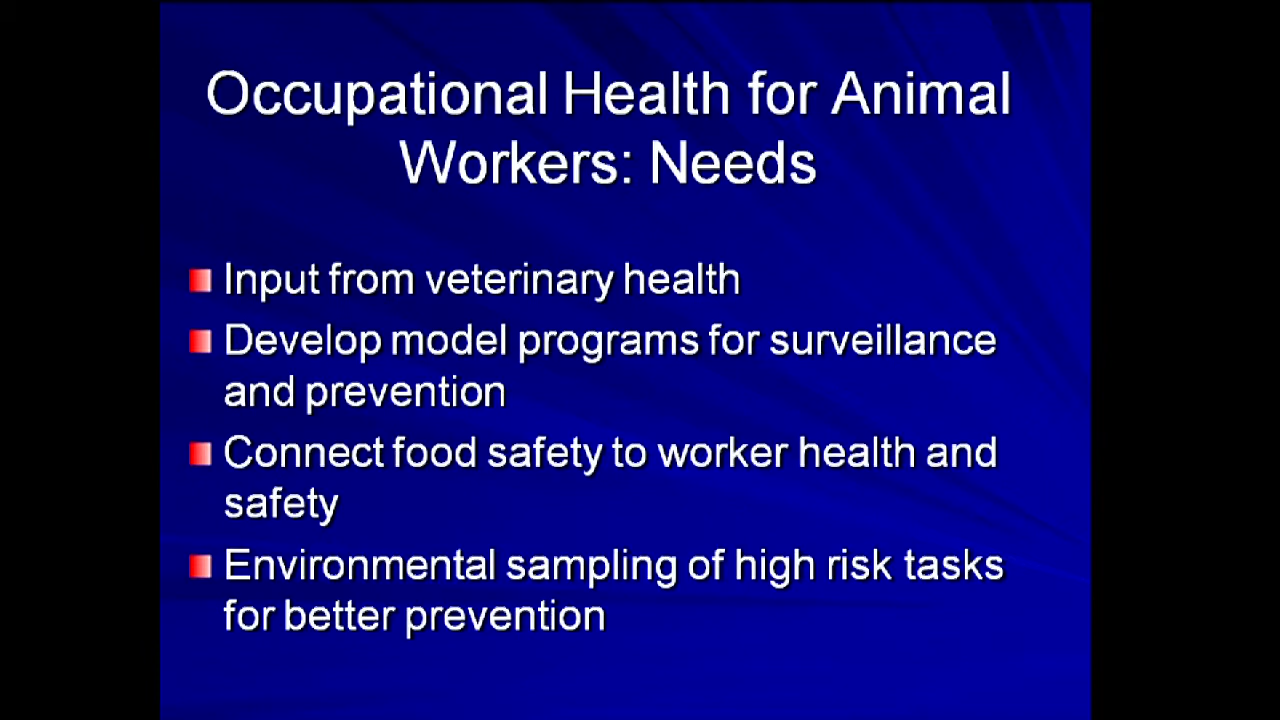 Occupational Health for Animal
Workers: Needs
Input from veterinary health
Develop model programs for surveillance
and prevention
Connect food safety to worker health and
safety
Environmental sampling of high risk tasks
for better prevention